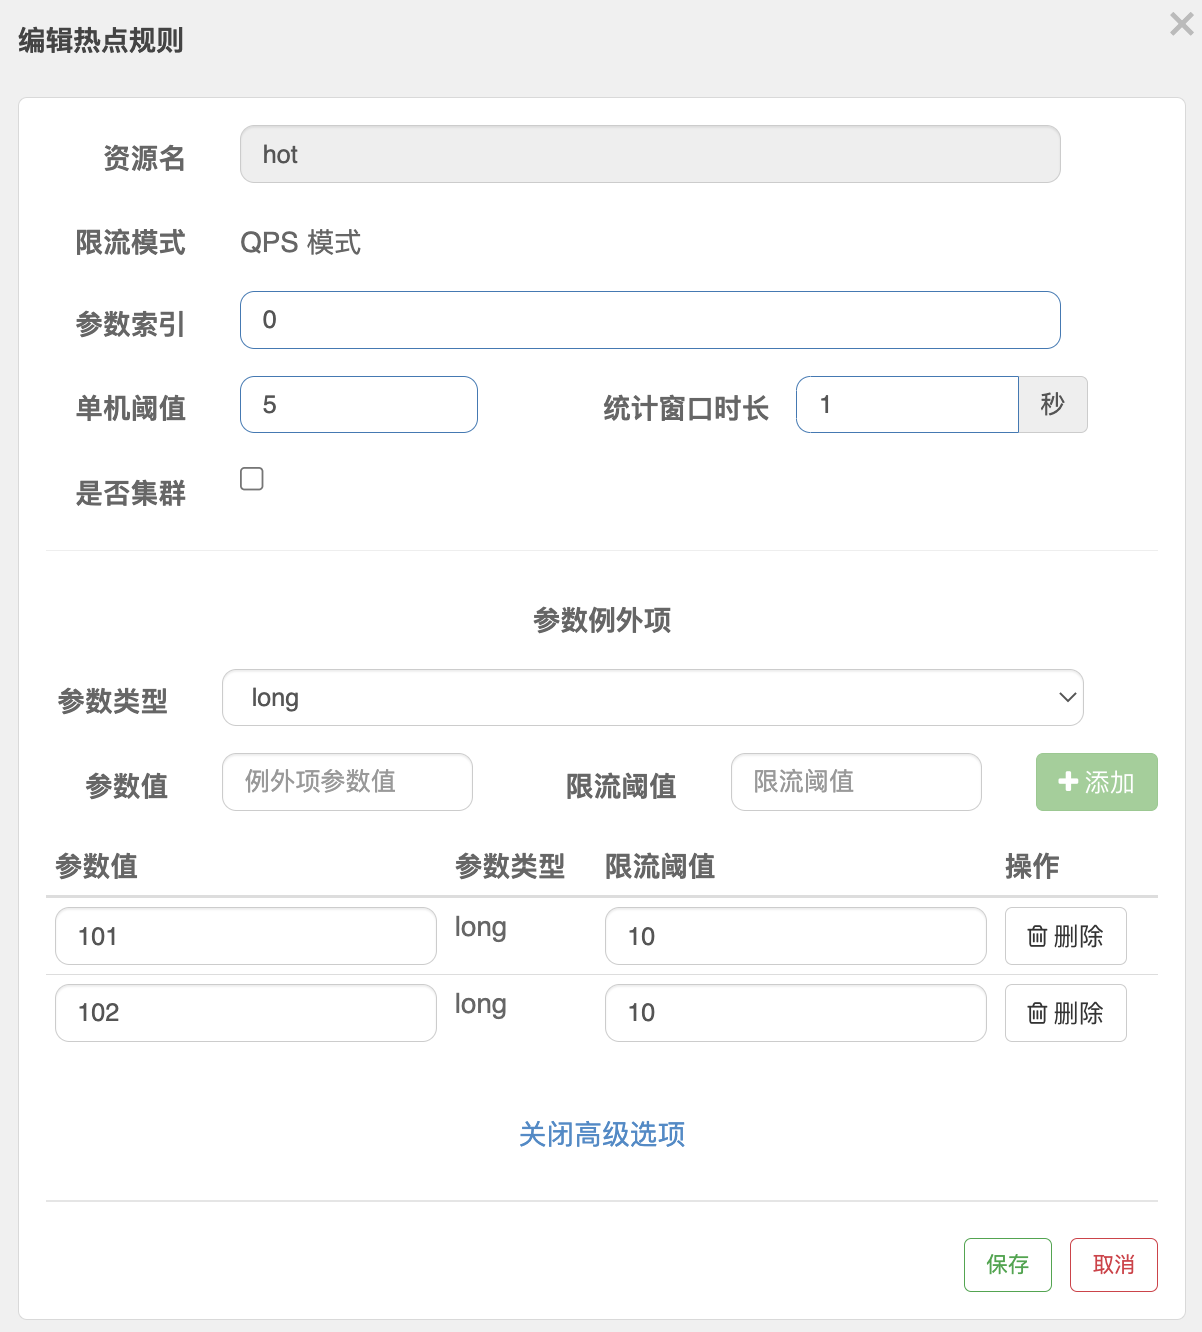 编辑热点规则
资源名 hot
限流模式 QPS 模式
参数索引 0
单机阈值 5 统计窗口时长 1 秒
是否集群
参数例外项
参数类型 long
参数值 例外项参数值 限流阈值 限流阈值 添加
参数值 参数类型 限流阈值 操作
101 long 10 删除
102 long 10 删除
关闭高级选项
保存 取消